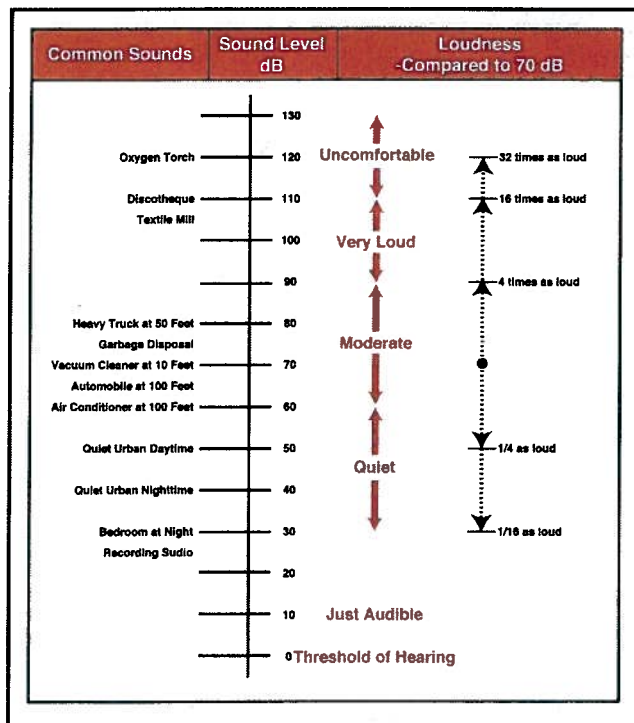 Common Sounds Sound Level dB Loudness -Compared to 70 dB
130
Oxygen Torch 120 Uncomfortable 32 times as loud
Discotheque 110 16 times as loud
Textile Mill
100 Very Loud
90 4 times as loud
Heavy Truck at 50 Feet 80
Garbage Disposal Moderate
Vacuum Cleaner at 10 Feet 70
Automobile at 100 Feet
Air Conditioner at 100 Feet 60
Quiet Urban Daytime 50 1/4 as loud
Quiet
Quiet Urban Nighttime 40
Bedroom at Night 30 1/16 as loud
Recording Sudio
20
10 Just Audible
0 Threshold of Hearing